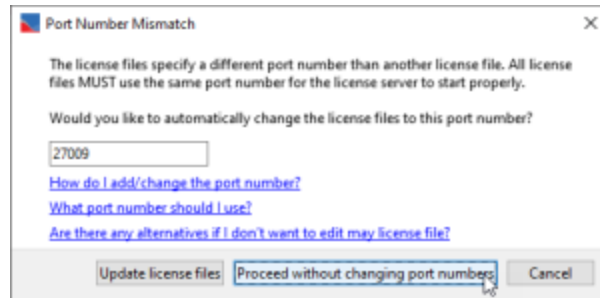 Port Number Mismatch
The license files specify a different port number than another license file. All license
files MUST use the same port number for the license server to start properly.
Would you like to automatically change the license files to this port number?
27009
How do I add/change the port number?
What port number should I use?
Are there any alternatives if I don't want to edit may license file?
Update license files Proceed without changing port numbers Cancel